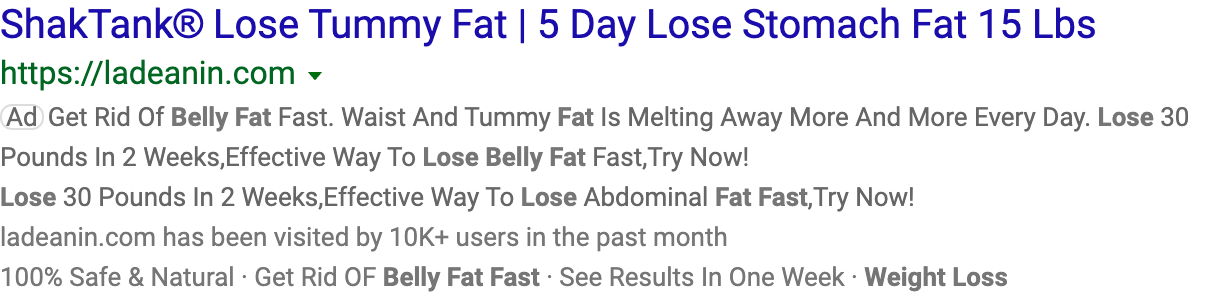 ShakTank® Lose Tummy Fat | 5 Day Lose Stomach Fat 15 Lbs
https://ladeanin.com
Ad Get Rid Of Belly Fat Fast. Waist And Tummy Fat Is Melting Away More And More Every Day. Lose 30
Pounds In 2 Weeks,Effective Way To Lose Belly Fat Fast,Try Now!
Lose 30 Pounds In 2 Weeks,Effective Way To Lose Abdominal Fat Fast,Try Now!
ladeanin.com has been visited by 10K+ users in the past month
100% Safe & Natural · Get Rid OF Belly Fat Fast · See Results In One Week · Weight Loss